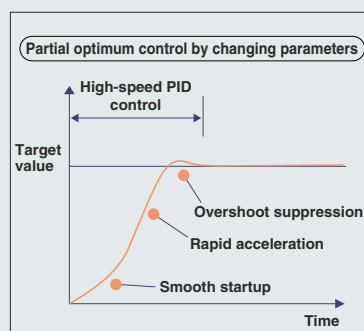 Partial optimum control by changing parameters
High-speed PID
control
Target
value
Overshoot suppression
Rapid acceleration
Smooth startup
Time